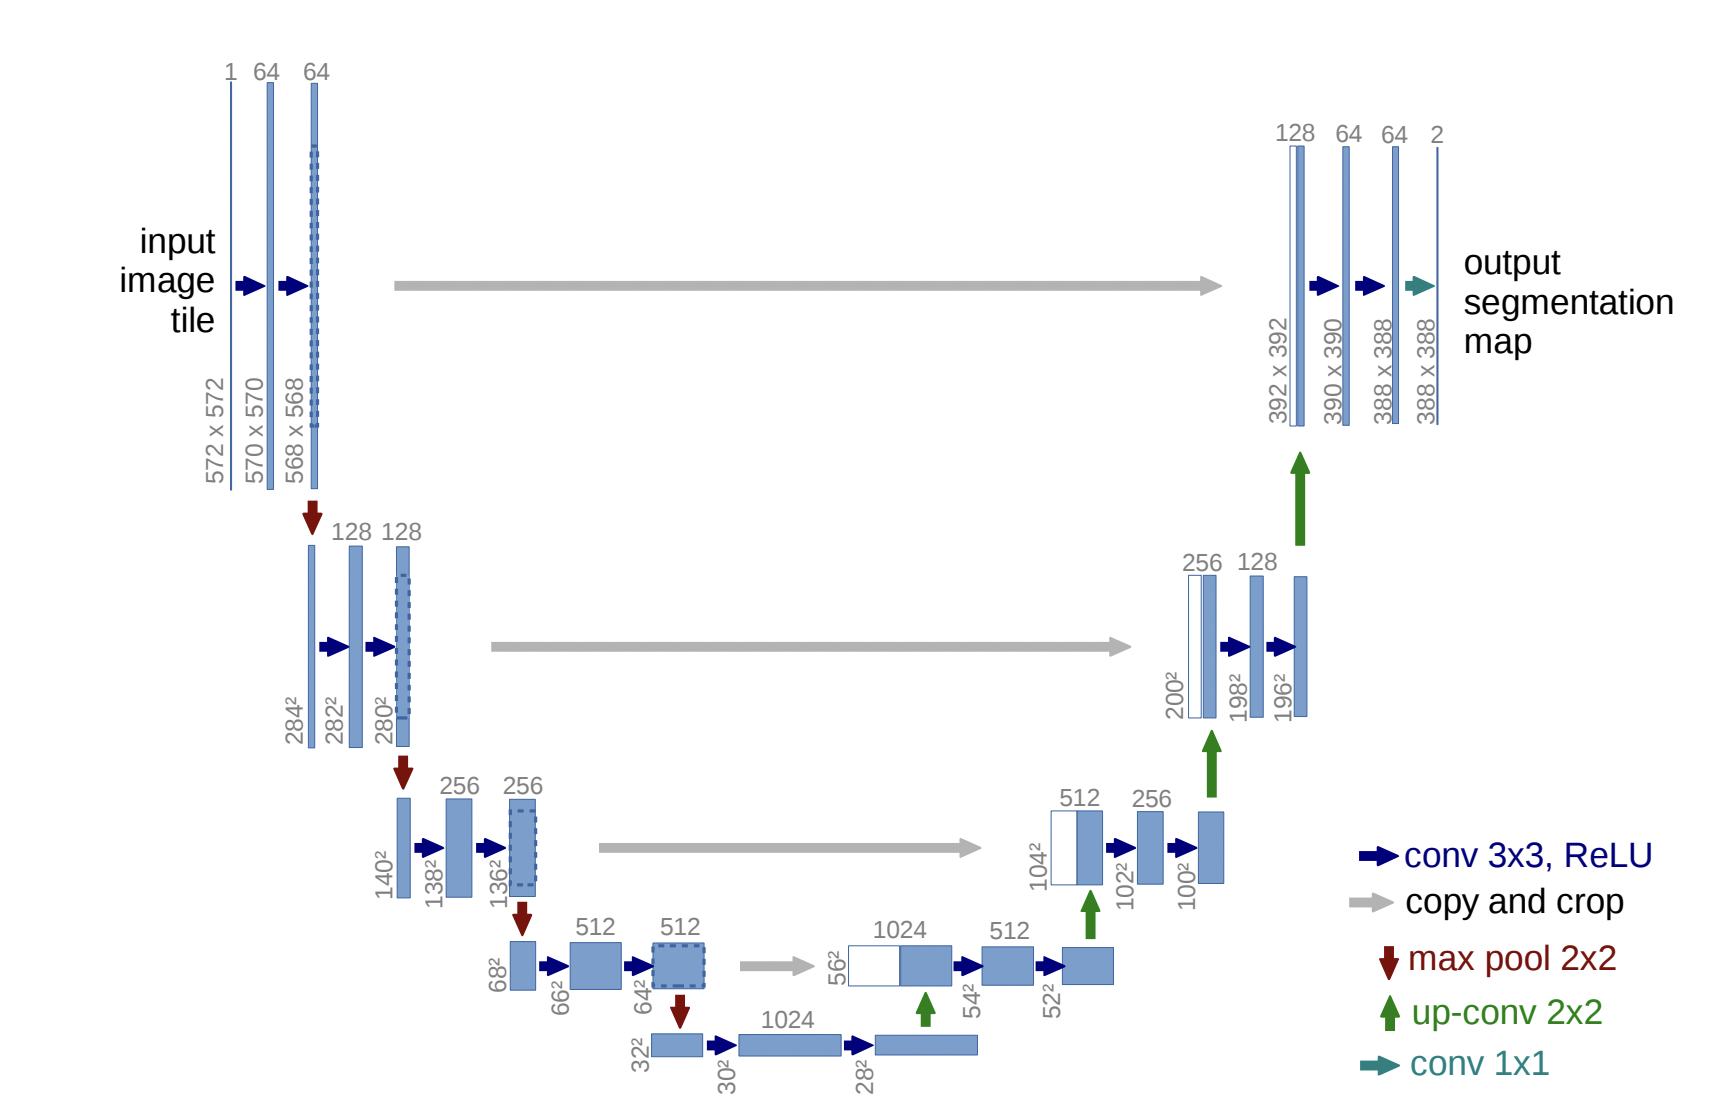 1 64 64
input
image
tile
572 x 572
570 x 570
568 x 568
128 64 64 2
output
segmentation
map
392 x 392
390 x 390
388 x 388
388 x 388
128 128
284²
282²
280²
256 128
200²
198²
196²
256 256
140²
138²
136²
512 256
104²
102²
100²
512 512
68²
66²
64²
1024 512
56²
54²
52²
1024
32²
30²
28²
conv 3x3, ReLU
copy and crop
max pool 2x2
up-conv 2x2
conv 1x1